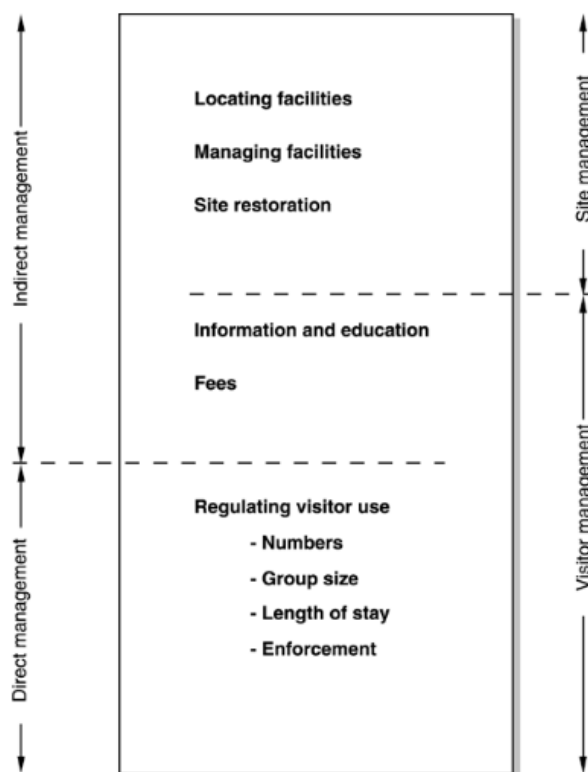 Indirect management
Direct management
Locating facilities
Managing facilities
Site restoration
Information and education
Fees
Regulating visitor use
- Numbers
- Group size
- Length of stay
- Enforcement
Site management
Visitor management